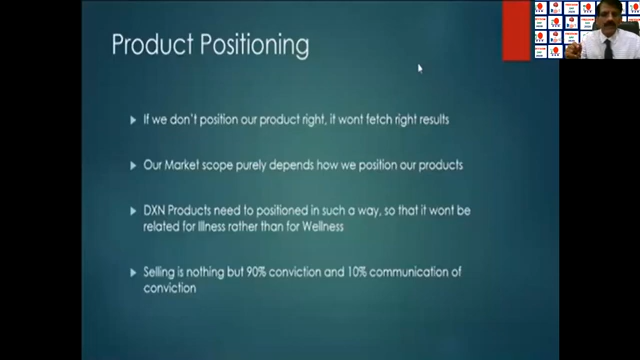 Product Positioning
If we don't position our product right, it wont fetch right results
Our Market scope purely depends how we position our products
DXN Products need to positioned in such a way, so that it wont be
related for Illness rather than for Wellness
Selling is nothing but 90% conviction and 10% communication of
conviction